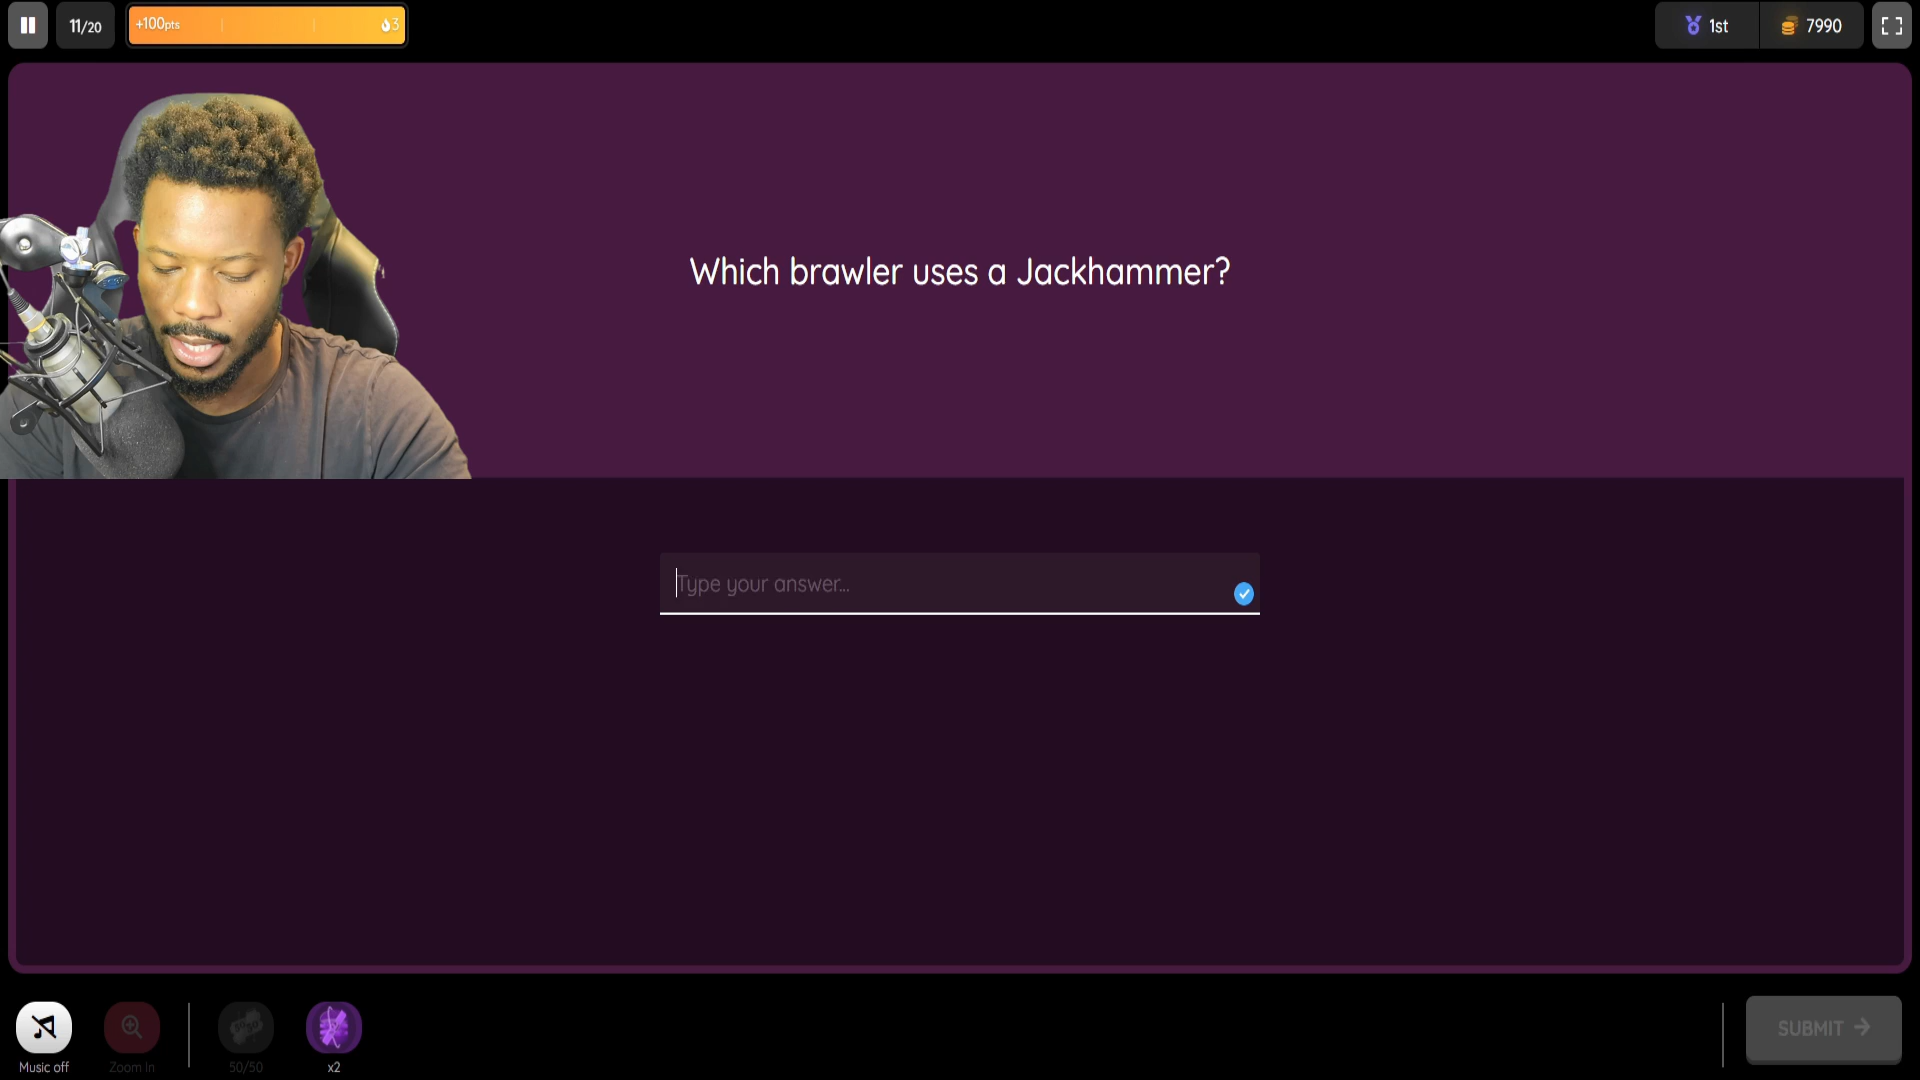 11/20
+100pts
3
1st
7990
Which brawler uses a Jackhammer?
Type your answer...
Music off
Zoom In
50/50
x2
SUBMIT